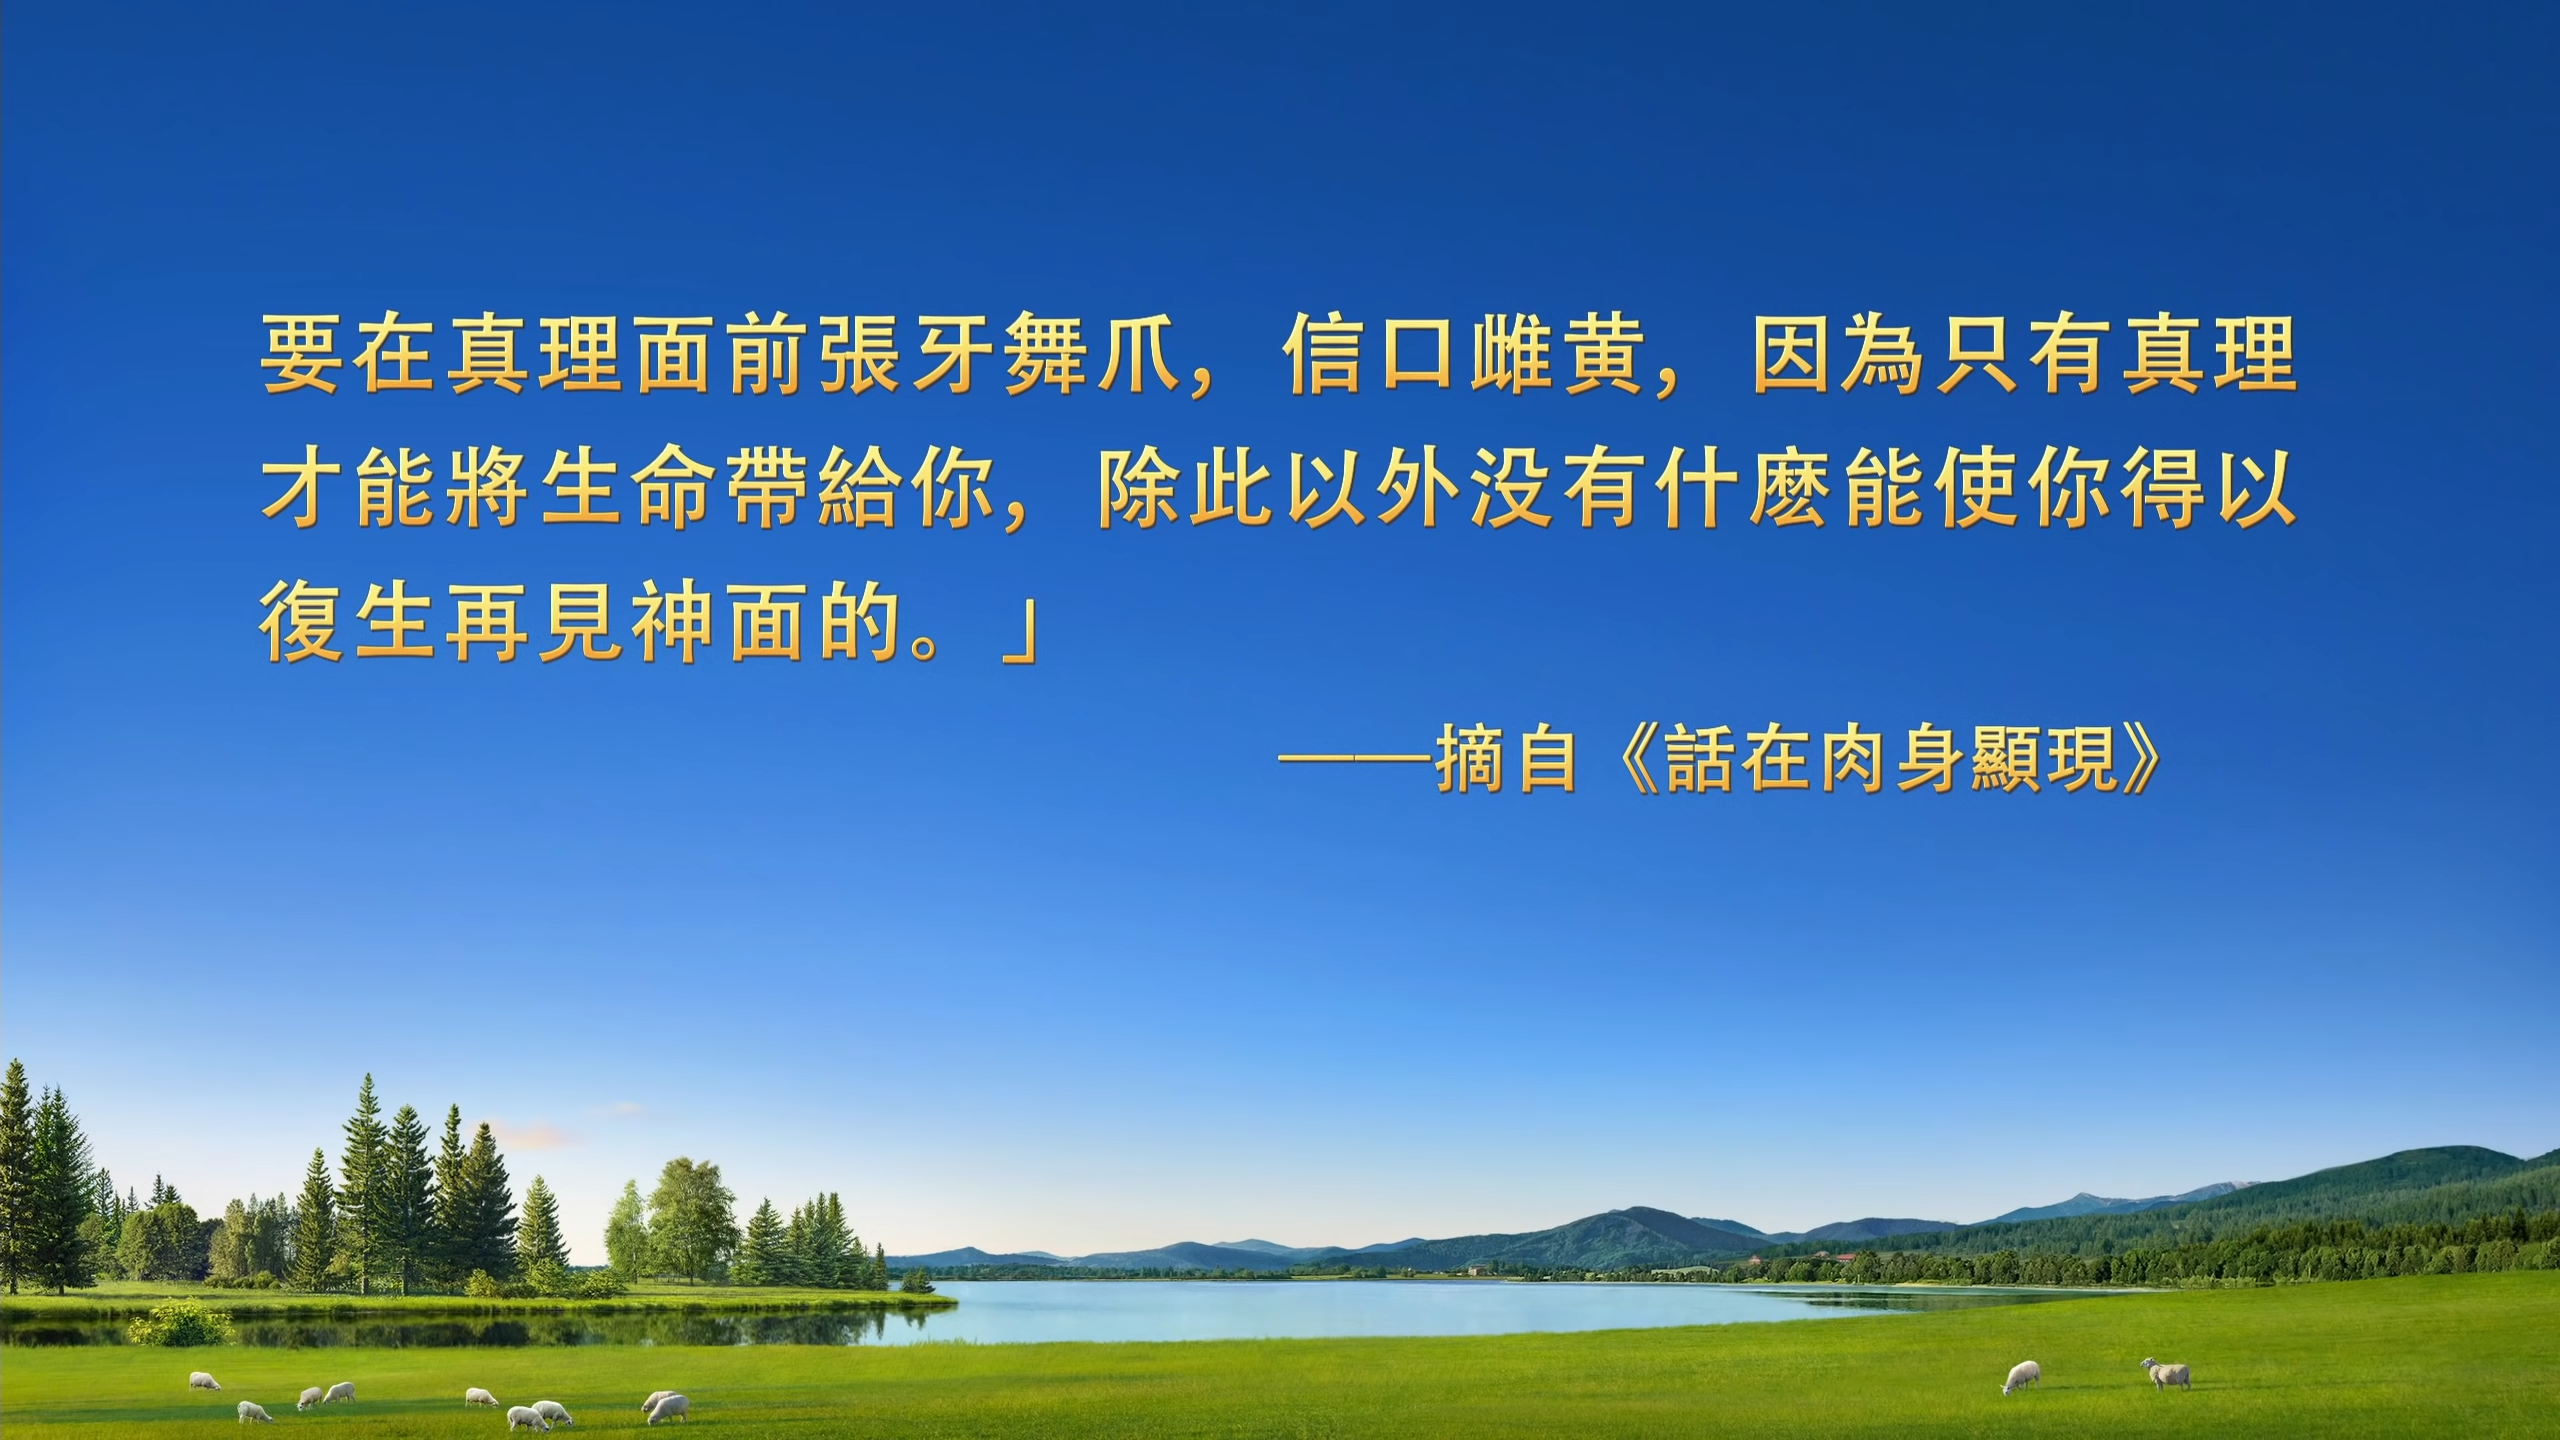 要在真理面前張牙舞爪，信口雌黄，因為只有真理
才能將生命帶給你，除此以外没有什麽能使你得以
復生再見神面的。」
——摘自《話在肉身顯現》